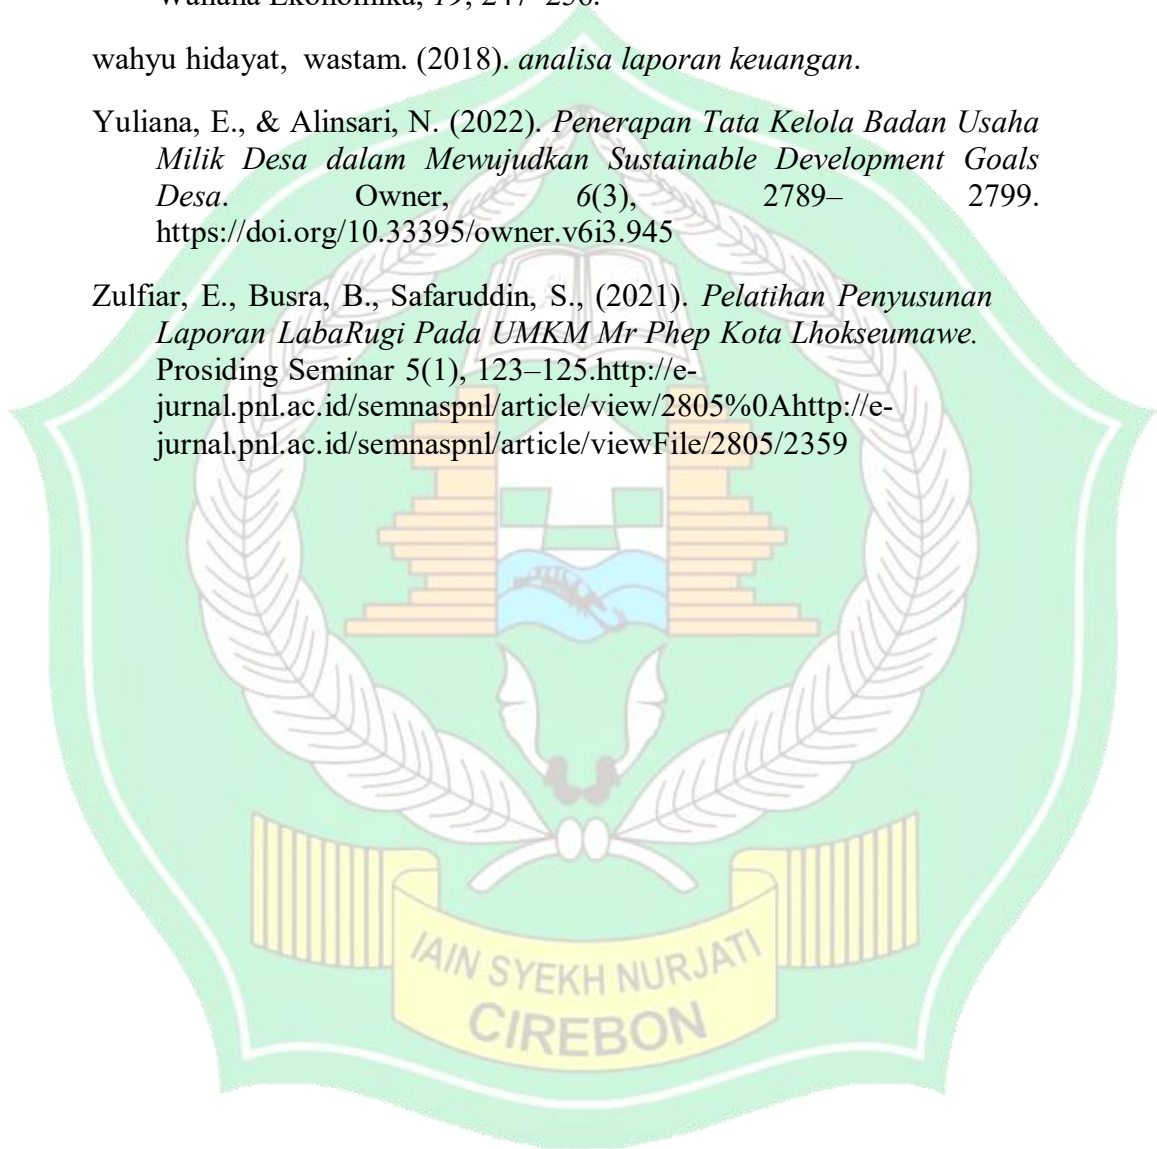 wahyu hidayat, wastam. (2018). analisa laporan keuangan.
Yuliana, E., & Alinsari, N. (2022). Penerapan Tata Kelola Badan Usaha
Milik Desa dalam Mewujudkan Sustainable Development Goals
Desa. Owner, 6(3), 2789– 2799.
https://doi.org/10.33395/owner.v6i3.945
Zulfiar, E., Busra, B., Safaruddin, S., (2021). Pelatihan Penyusunan
Laporan LabaRugi Pada UMKM Mr Phep Kota Lhokseumawe.
Prosiding Seminar 5(1), 123–125.http://e-
jurnal.pnl.ac.id/semnaspnl/article/view/2805%0Ahttp://e-
jurnal.pnl.ac.id/semnaspnl/article/viewFile/2805/2359
IAIN SYEKH NURJATI
CIREBON